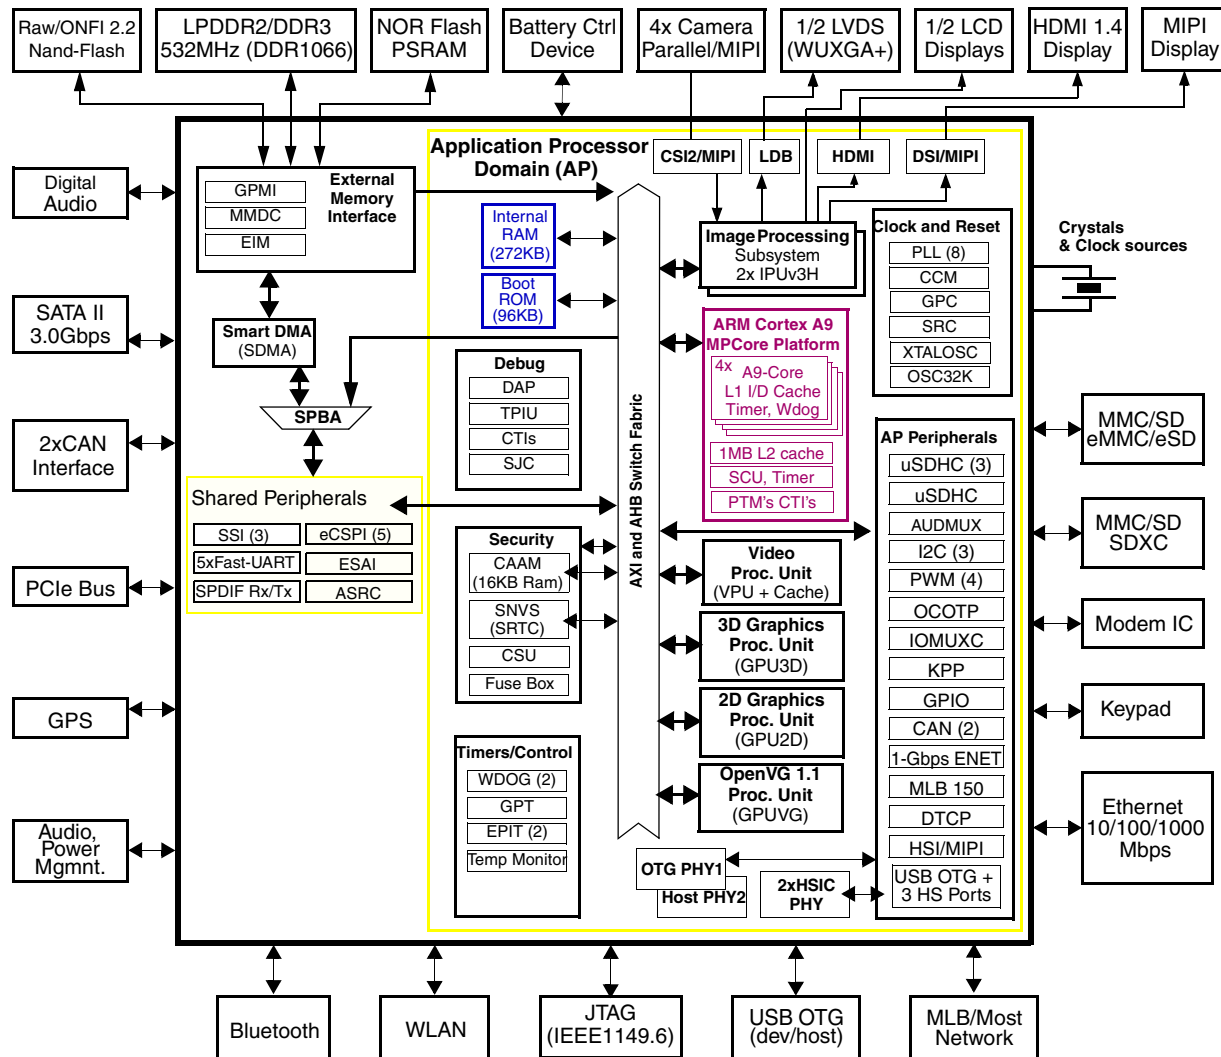 Raw/ONFI 2.2
Nand-Flash
LPDDR2/DDR3
532MHz (DDR1066)
NOR Flash
PSRAM
Battery Ctrl
Device
4x Camera
Parallel/MIPI
1/2 LVDS
(WUXGA+)
1/2 LCD
Displays
HDMI 1.4
Display
MIPI
Display
Digital
Audio
SATA II
3.0Gbps
2xCAN
Interface
PCIe Bus
GPS
Audio,
Power
Mgmnt.
External
Memory
Interface
GPMI
MMDC
EIM
Smart DMA
(SDMA)
SPBA
Shared Peripherals
SSI (3)
eCSPI (5)
5xFast-UART
ESAI
SPDIF Rx/Tx
ASRC
Application Processor
Domain (AP)
Internal
RAM
(272KB)
Boot
ROM
(96KB)
Debug
DAP
TPIU
CTIs
SJC
Security
CAAM
(16KB Ram)
SNVS
(SRTC)
CSU
Fuse Box
Timers/Control
WDOG (2)
GPT
EPIT (2)
Temp Monitor
AXI and AHB Switch Fabric
CSI2/MIPI
LDB
HDMI
DSI/MIPI
Image Processing
Subsystem
2x IPUv3H
ARM Cortex A9
MPCore Platform
4x
A9-Core
L1 I/D Cache
Timer, Wdog
1MB L2 cache
SCU, Timer
PTM's CTI's
Video
Proc. Unit
(VPU + Cache)
3D Graphics
Proc. Unit
(GPU3D)
2D Graphics
Proc. Unit
(GPU2D)
OpenVG 1.1
Proc. Unit
(GPUVG)
OTG PHY1
Host PHY2
2xHSIC
PHY
Clock and Reset
PLL (8)
CCM
GPC
SRC
XTALOSC
OSC32K
AP Peripherals
uSDHC (3)
uSDHC
AUDMUX
I2C (3)
PWM (4)
OCOTP
IOMUXC
KPP
GPIO
CAN (2)
1-Gbps ENET
MLB 150
DTCP
HSI/MIPI
USB OTG +
3 HS Ports
Crystals
& Clock sources
MMC/SD
eMMC/eSD
MMC/SD
SDXC
Modem IC
Keypad
Ethernet
10/100/1000
Mbps
Bluetooth
WLAN
JTAG
(IEEE1149.6)
USB OTG
(dev/host)
MLB/Most
Network